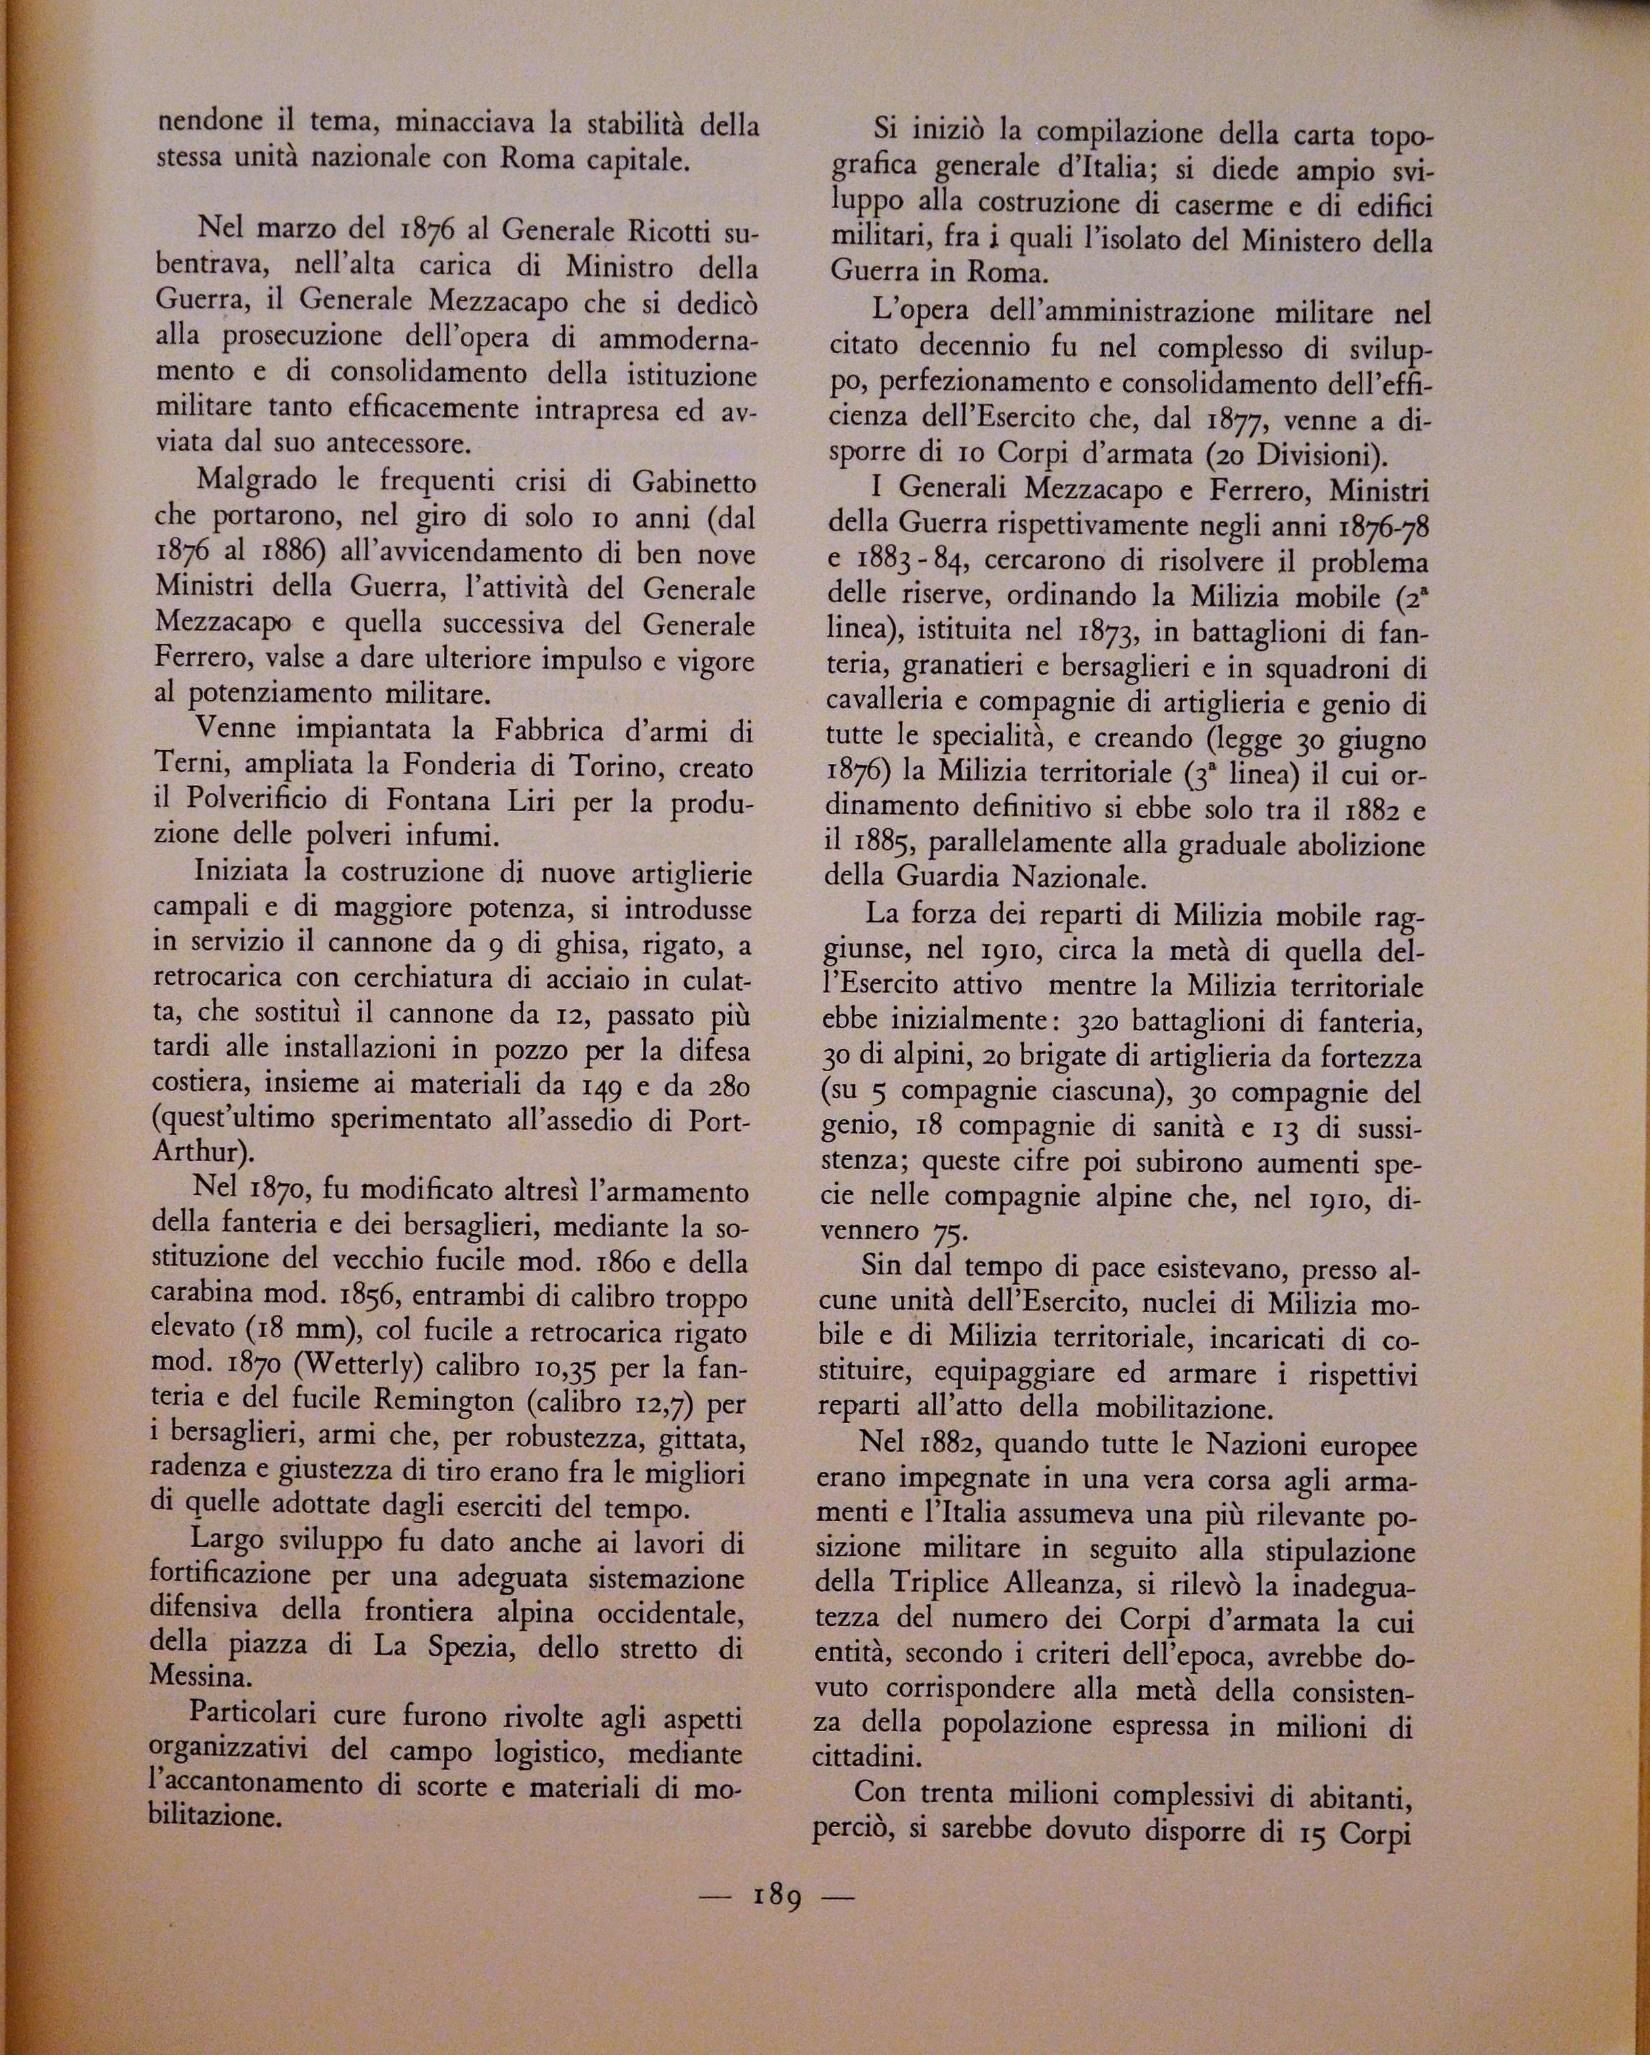 nendone il tema, minacciava la stabilità della
stessa unità nazionale con Roma capitale.
Nel marzo del 1876 al Generale Ricotti su-
bentrava, nell'alta carica di Ministro della
Guerra, il Generale Mezzacapo che si dedicò
alla prosecuzione dell'opera di ammoderna-
mento e di consolidamento della istituzione
militare tanto efficacemente intrapresa ed av-
viata dal suo antecessore.
Malgrado le frequenti crisi di Gabinetto
che portarono, nel giro di solo 10 anni (dal
1876 al 1886) all'avvicendamento di ben nove
Ministri della Guerra, l'attività del Generale
Mezzacapo e quella successiva del Generale
Ferrero, valse a dare ulteriore impulso e vigore
al potenziamento militare.
Venne impiantata la Fabbrica d'armi di
Terni, ampliata la Fonderia di Torino, creato
il Polverificio di Fontana Liri per la produ-
zione delle polveri infumi.
Iniziata la costruzione di nuove artiglierie
campali e di maggiore potenza, si introdusse
in servizio il cannone da 9 di ghisa, rigato, a
retrocarica con cerchiatura di acciaio in culat-
ta, che sostituì il cannone da 12, passato più
tardi alle installazioni in pozzo per la difesa
costiera, insieme ai materiali da 149 e da 280
(quest'ultimo sperimentato all'assedio di Port-
Arthur).
Nel 1870, fu modificato altresì l'armamento
della fanteria e dei bersaglieri, mediante la so-
stituzione del vecchio fucile mod. 1860 e della
carabina mod. 1856, entrambi di calibro troppo
elevato (18 mm), col fucile a retrocarica rigato
mod. 1870 (Wetterly) calibro 10,35 per la fan-
teria e del fucile Remington (calibro 12,7) per
i bersaglieri, armi che, per robustezza, gittata,
radenza e giustezza di tiro erano fra le migliori
di quelle adottate dagli eserciti del tempo.
Largo sviluppo fu dato anche ai lavori di
fortificazione per una adeguata sistemazione
difensiva della frontiera alpina occidentale,
della piazza di La Spezia, dello stretto di
Messina.
Particolari cure furono rivolte agli aspetti
organizzativi del campo logistico, mediante
l'accantonamento di scorte e materiali di mo-
bilitazione.
Si iniziò la compilazione della carta topo-
grafica generale d'Italia; si diede ampio svi-
luppo alla costruzione di caserme e di edifici
militari, fra i quali l'isolato del Ministero della
Guerra in Roma.
L'opera dell'amministrazione militare nel
citato decennio fu nel complesso di svilup-
po, perfezionamento e consolidamento dell'effi-
cienza dell'Esercito che, dal 1877, venne a di-
sporre di 10 Corpi d'armata (20 Divisioni).
I Generali Mezzacapo e Ferrero, Ministri
della Guerra rispettivamente negli anni 1876-78
e 1883-84, cercarono di risolvere il problema
delle riserve, ordinando la Milizia mobile (2ª
linea), istituita nel 1873, in battaglioni di fan-
teria, granatieri e bersaglieri e in squadroni di
cavalleria e compagnie di artiglieria e genio di
tutte le specialità, e creando (legge 30 giugno
1876) la Milizia territoriale (3ª linea) il cui or-
dinamento definitivo si ebbe solo tra il 1882 e
il 1885, parallelamente alla graduale abolizione
della Guardia Nazionale.
La forza dei reparti di Milizia mobile rag-
giunse, nel 1910, circa la metà di quella del-
l'Esercito attivo mentre la Milizia territoriale
ebbe inizialmente: 320 battaglioni di fanteria,
30 di alpini, 20 brigate di artiglieria da fortezza
(su 5 compagnie ciascuna), 30 compagnie del
genio, 18 compagnie di sanità e 13 di sussi-
stenza; queste cifre poi subirono aumenti spe-
cie nelle compagnie alpine che, nel 1910, di-
vennero 75.
Sin dal tempo di pace esistevano, presso al-
cune unità dell'Esercito, nuclei di Milizia mo-
bile e di Milizia territoriale, incaricati di co-
stituire, equipaggiare ed armare i rispettivi
reparti all'atto della mobilitazione.
Nel 1882, quando tutte le Nazioni europee
erano impegnate in una vera corsa agli arma-
menti e l'Italia assumeva una più rilevante po-
sizione militare in seguito alla stipulazione
della Triplice Alleanza, si rilevò la inadegua-
tezza del numero dei Corpi d'armata la cui
entità, secondo i criteri dell'epoca, avrebbe do-
vuto corrispondere alla metà della consisten-
za della popolazione espressa in milioni di
cittadini.
Con trenta milioni complessivi di abitanti,
perciò, si sarebbe dovuto disporre di 15 Corpi
— 189 —